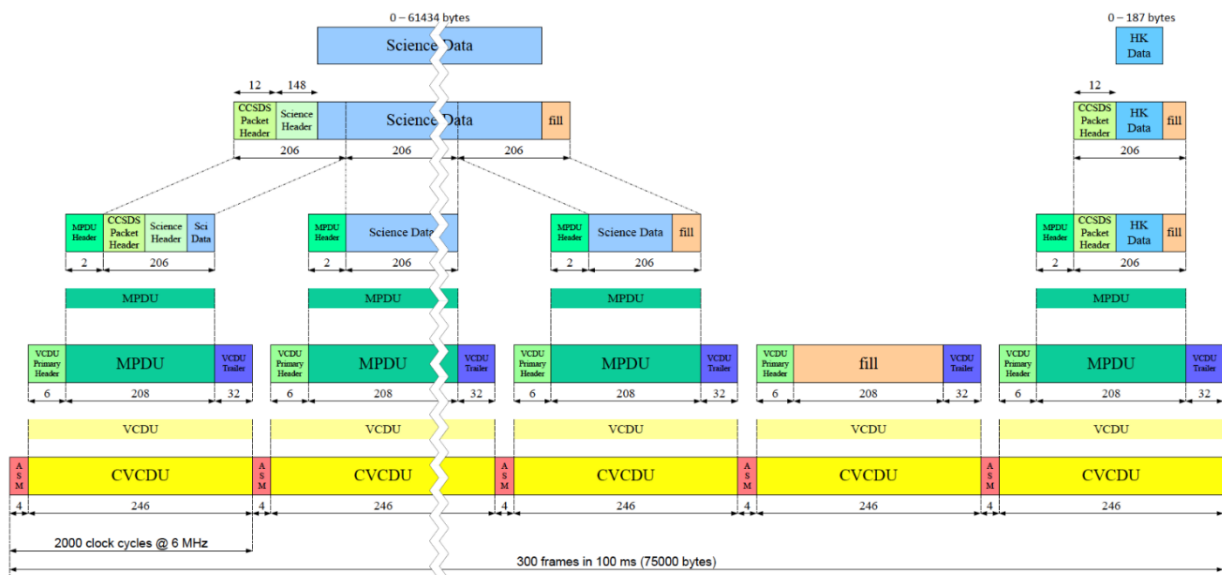 0 – 61434 bytes
0 – 187 bytes
Science Data
HK
Data
12
148
12
CCSDS
Packet
Header
Science
Header
Science Data
fill
CCSDS
Packet
Header
HK
Data
fill
206
206
206
206
MPDU
Header
CCSDS
Packet
Header
Science
Header
Sci
Data
MPDU
Header
Science Data
MPDU
Header
Science Data
fill
MPDU
Header
CCSDS
Packet
Header
HK
Data
fill
2
206
2
206
2
206
2
206
MPDU
MPDU
MPDU
MPDU
VCDU
Primary
Header
MPDU
VCDU
Trailer
VCDU
Primary
Header
MPDU
VCDU
Trailer
VCDU
Primary
Header
MPDU
VCDU
Trailer
VCDU
Primary
Header
fill
VCDU
Trailer
VCDU
Primary
Header
MPDU
VCDU
Trailer
6
208
32
6
208
32
6
208
32
6
208
32
6
208
32
VCDU
VCDU
VCDU
VCDU
VCDU
A
S
M
CVCDU
A
S
M
CVCDU
A
S
M
CVCDU
A
S
M
CVCDU
A
S
M
CVCDU
4
246
4
246
4
246
4
246
4
246
2000 clock cycles @ 6 MHz
300 frames in 100 ms (75000 bytes)